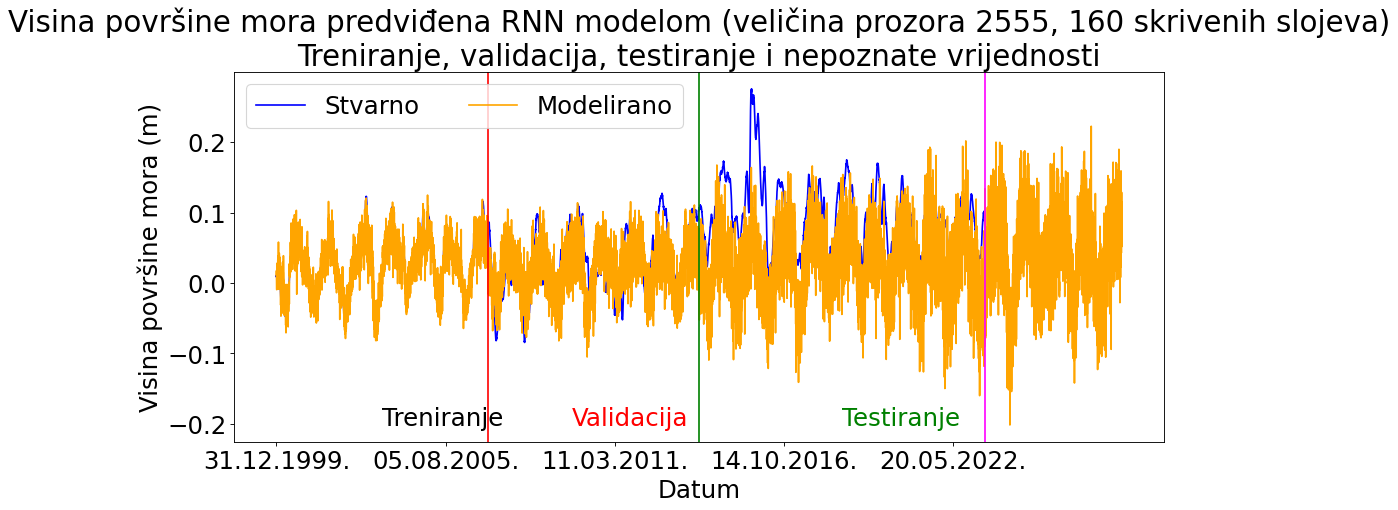 Visina površine mora predviđena RNN modelom (veličina prozora 2555, 160 skrivenih slojeva)
Treniranje, validacija, testiranje i nepoznate vrijednosti
Stvarno Modelirano
Visina površine mora (m)
0.2
0.1
0.0
−0.1
−0.2
Treniranje Validacija Testiranje
31.12.1999. 05.08.2005. 11.03.2011. 14.10.2016. 20.05.2022.
Datum